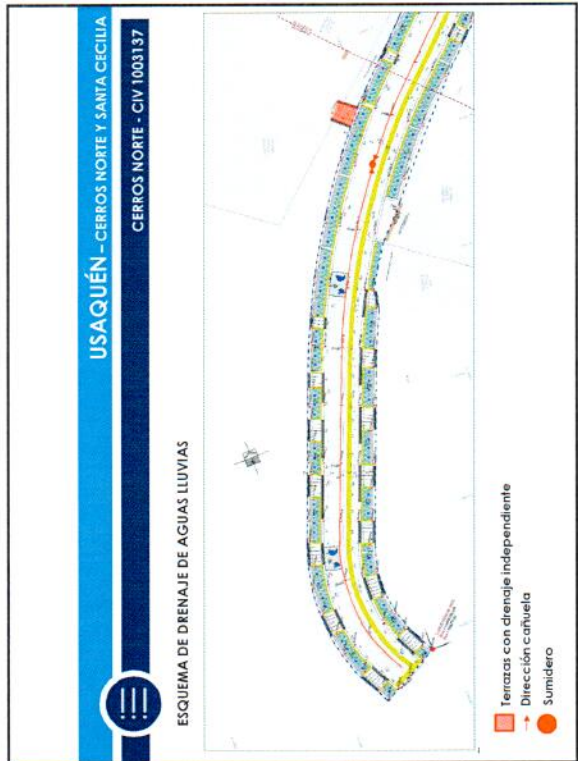 USAQUÉN – CERROS NORTE Y SANTA CECILIA
CERROS NORTE - CIV 1003137
ESQUEMA DE DRENAJE DE AGUAS LLUVIAS
Terrazas con drenaje independiente
Dirección cañuela
Sumidero